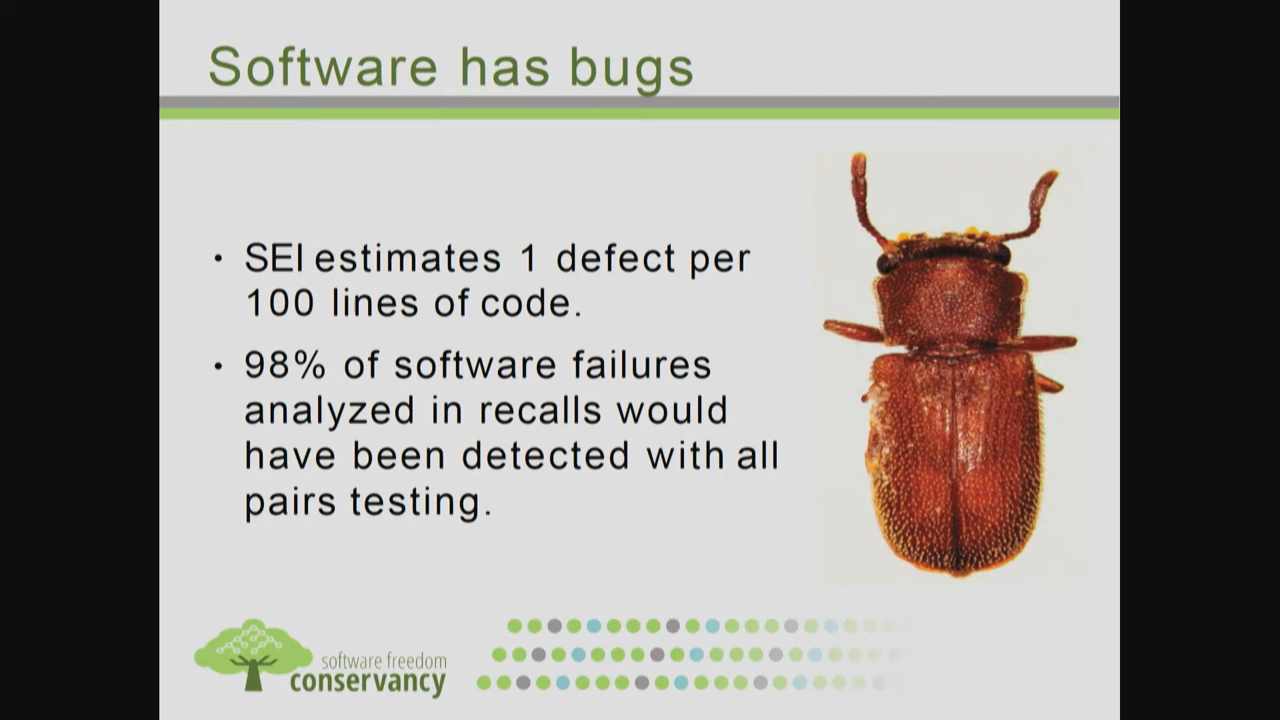 Software has bugs
• SEI estimates 1 defect per
100 lines of code.
• 98% of software failures
analyzed in recalls would
have been detected with all
pairs testing.
software freedom
conservancy